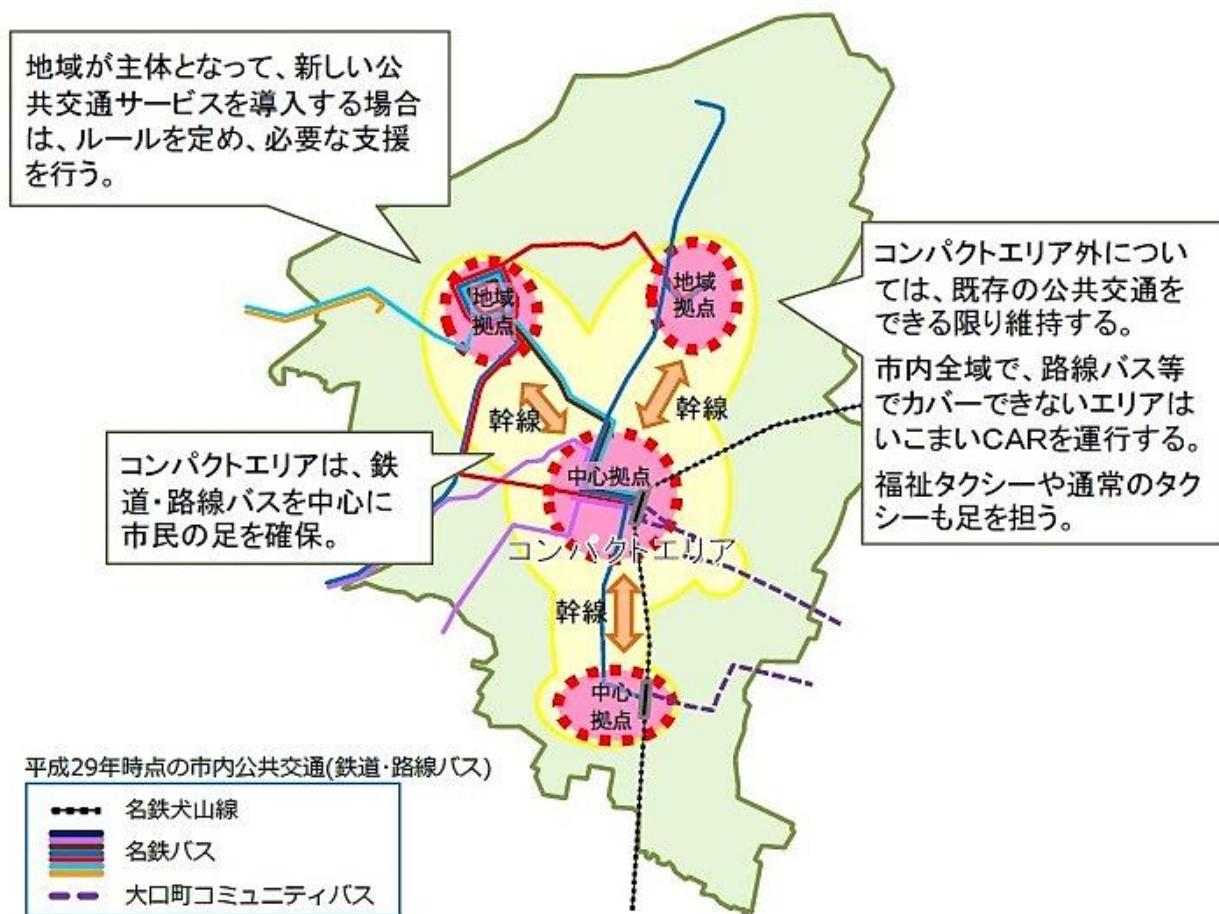 地域が主体となって、新しい公
共交通サービスを導入する場合
は、ルールを定め、必要な支援
を行う。
コンパクトエリア外につい
ては、既存の公共交通を
できる限り維持する。
市内全域で、路線バス等
でカバーできないエリアは
いこまいCARを運行する。
福祉タクシーや通常のタク
シーも足を担う。
地域
拠点
地域
拠点
幹線
幹線
コンパクトエリアは、鉄
道・路線バスを中心に
市民の足を確保。
中心拠点
コンパクトエリア
幹線
中心
拠点
平成29年時点の市内公共交通(鉄道・路線バス)
名鉄犬山線
名鉄バス
大口町コミュニティバス